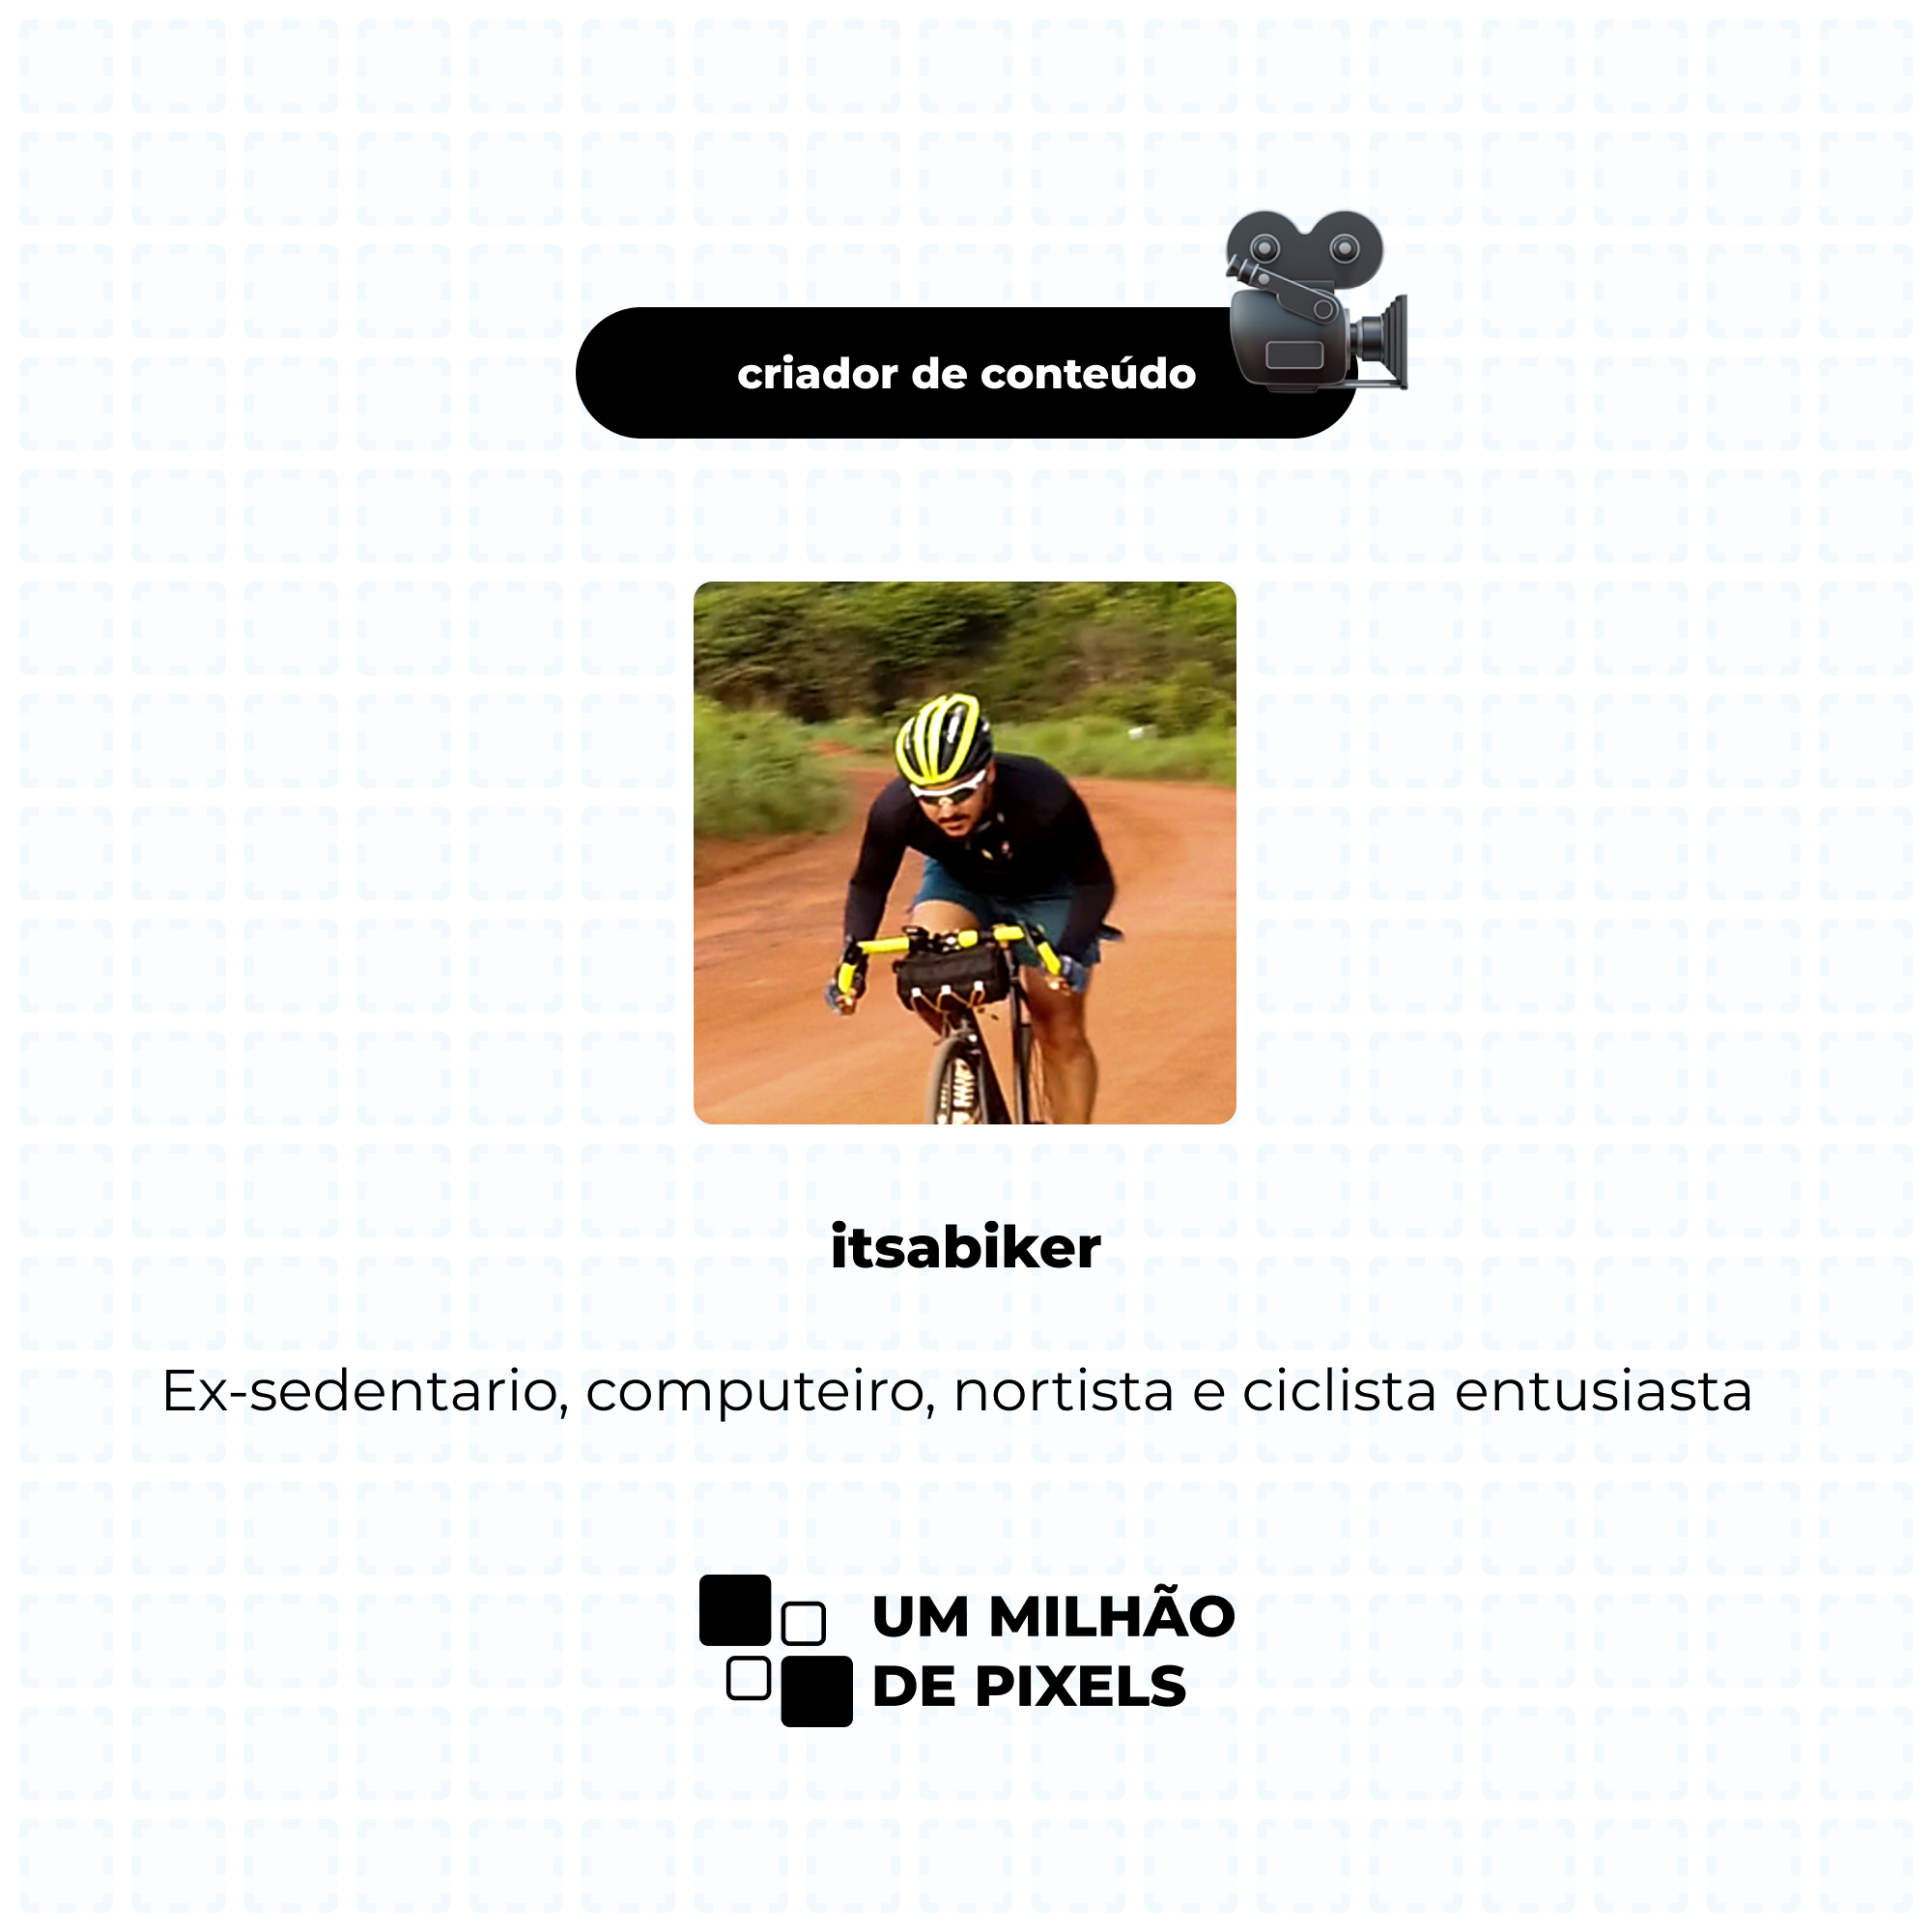 criador de conteúdo
itsabiker
Ex-sedentario, computeiro, nortista e ciclista entusiasta
UM MILHÃO
DE PIXELS